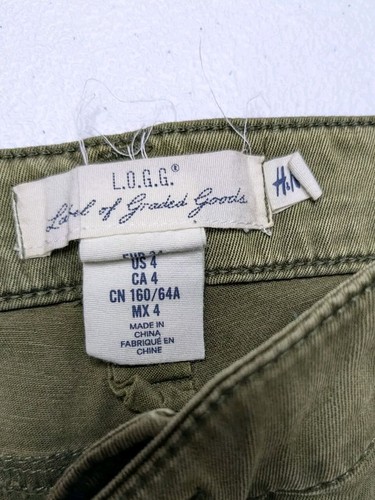 L.O.G.G.®
Label of Graded Goods
US 4
CA 4
CN 160/64A
MX 4
MADE IN
CHINA
FABRIQUÉ EN
CHINE